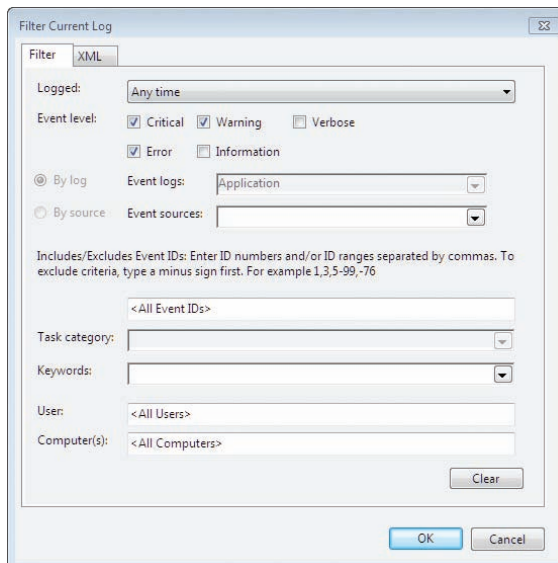 Filter Current Log
Filter XML
Logged: Any time
Event level: Critical Warning Verbose
Error Information
By log Event logs: Application
By source Event sources:
Includes/Excludes Event IDs: Enter ID numbers and/or ID ranges separated by commas. To
exclude criteria, type a minus sign first. For example 1,3,5-99,-76
<All Event IDs>
Task category:
Keywords:
User: <All Users>
Computer(s): <All Computers>
Clear
OK Cancel